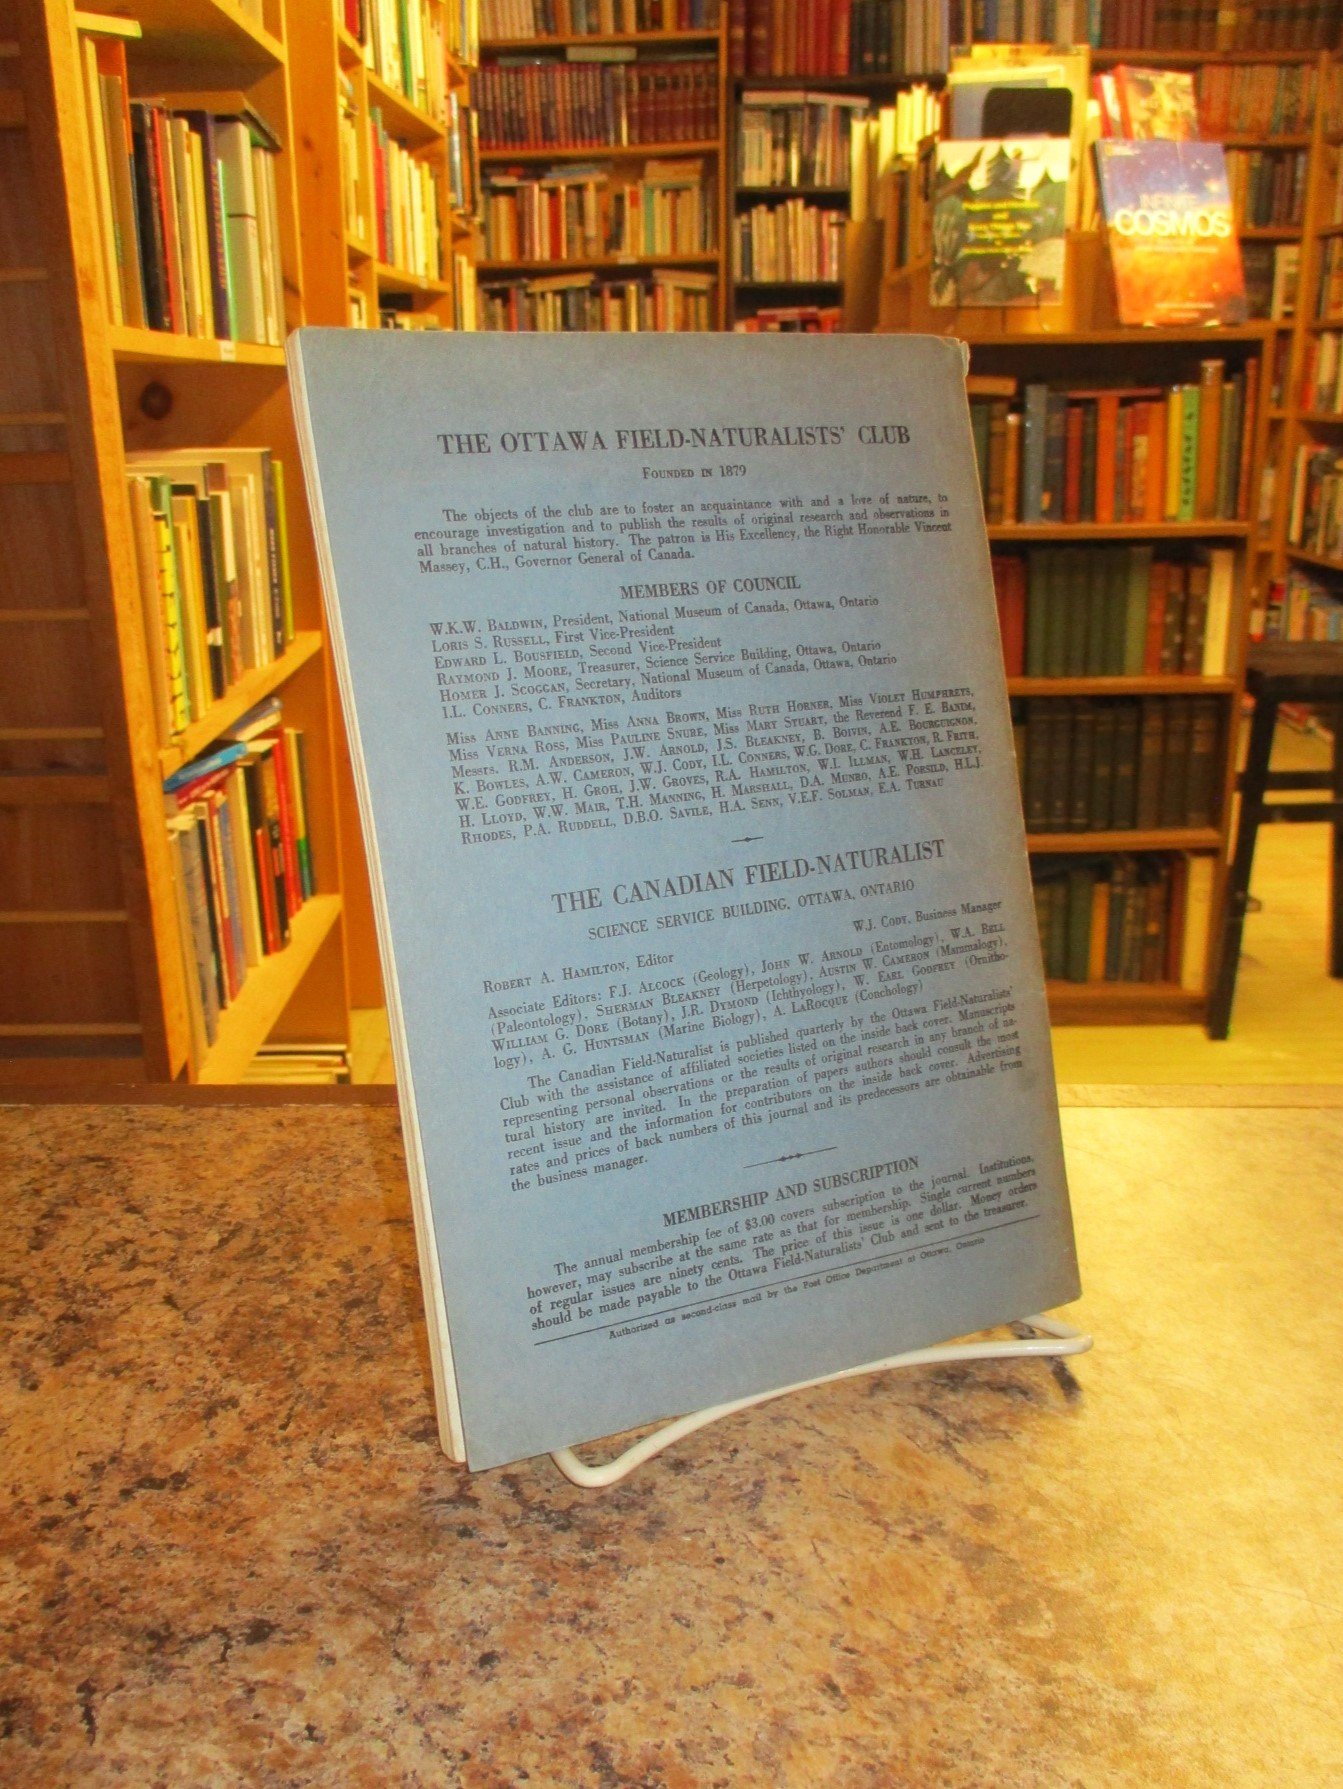 THE OTTAWA FIELD-NATURALISTS' CLUB
FOUNDED IN 1879
The objects of the club are to foster an acquaintance with and a love of nature, to
encourage investigation and to publish the results of original research and observations in
all branches of natural history. The patron is His Excellency, the Right Honorable Vincent
Massey, C.H., Governor General of Canada.
MEMBERS OF COUNCIL
W.K.W. BALDWIN, President, National Museum of Canada, Ottawa, Ontario
LORIS S. RUSSELL, First Vice-President
EDWARD L. BOUSFIELD, Second Vice-President
RAYMOND J. MOORE, Treasurer, Science Service Building, Ottawa, Ontario
HOMER J. SCOGGAN, Secretary, National Museum of Canada, Ottawa, Ontario
I.L. CONNERS, C. FRANKTON, Auditors
MISS ANNE BANNING, MISS ANNA BROWN, MISS RUTH HORNER, MISS VIOLET HUMPHREYS,
MISS VERNA ROSS, MISS PAULINE SNURE, MISS MARY STUART, the REVEREND F. E. BANIM,
MESSRS. R.M. ANDERSON, J.W. ARNOLD, J.S. BLEAKNEY, B. BOIVIN, A.E. BOURGUIGNON,
K. BOWLES, A.W. CAMERON, W.J. CODY, I.L. CONNERS, W.G. DORE, C. FRANKTON, R. FRITH,
W.E. GODFREY, H. GROH, J.W. GROVES, R.A. HAMILTON, W.I. ILLMAN, W.H. LANCELEY,
H. LLOYD, W.W. MAIR, T.H. MANNING, H. MARSHALL, D.A. MUNRO, A.E. PORSILD, H.L.J.
RHODES, P.A. RUDDELL, D.B.O. SAVILE, H.A. SENN, V.E.F. SOLMAN, E.A. TURNAU
THE CANADIAN FIELD-NATURALIST
SCIENCE SERVICE BUILDING, OTTAWA, ONTARIO
W.J. CODY, Business Manager
ROBERT A. HAMILTON, Editor
Associate Editors: F.J. ALCOCK (Geology), JOHN W. ARNOLD (Entomology), W.A. BELL
(Paleontology), SHERMAN BLEAKNEY (Herpetology), AUSTIN W. CAMERON (Mammalogy),
WILLIAM G. DORE (Botany), J.R. DYMOND (Ichthyology), W. EARL GODFREY (Ornitho-
logy), A. G. HUNTSMAN (Marine Biology), A. LAROCQUE (Conchology)
The Canadian Field-Naturalist is published quarterly by the Ottawa Field-Naturalists'
Club with the assistance of affiliated societies listed on the inside back cover. Manuscripts
representing personal observations or the results of original research in any branch of na-
tural history are invited. In the preparation of papers authors should consult the most
recent issue and the information for contributors on the inside back cover. Advertising
rates and prices of back numbers of this journal and its predecessors are obtainable from
the business manager.
MEMBERSHIP AND SUBSCRIPTION
The annual membership fee of $3.00 covers subscription to the journal. Institutions,
however, may subscribe at the same rate as that for membership. Single current numbers
of regular issues are ninety cents. The price of this issue is one dollar. Money orders
should be made payable to the Ottawa Field-Naturalists' Club and sent to the treasurer.
Authorized as second-class mail by the Post Office Department at Ottawa, Ontario
INFINITE
COSMOS